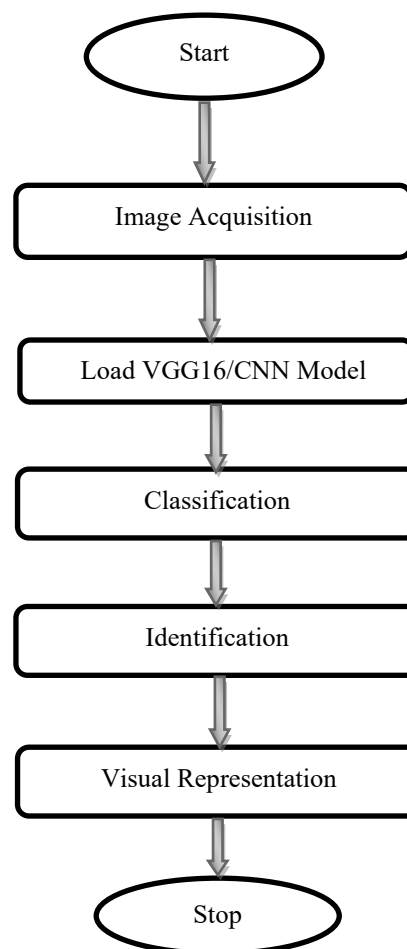 Start
Image Acquisition
Load VGG16/CNN Model
Classification
Identification
Visual Representation
Stop